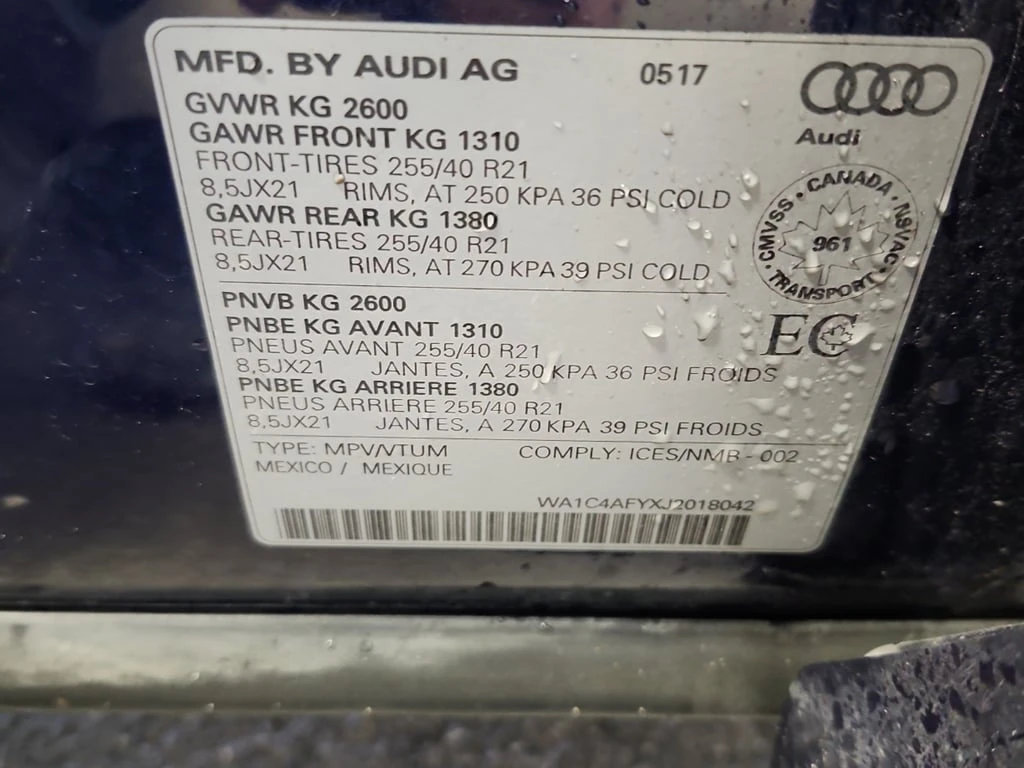 MFD. BY AUDI AG 0517
Audi
GVWR KG 2600
GAWR FRONT KG 1310
FRONT-TIRES 255/40 R21
8,5JX21 RIMS, AT 250 KPA 36 PSI COLD
GAWR REAR KG 1380
REAR-TIRES 255/40 R21
8,5JX21 RIMS, AT 270 KPA 39 PSI COLD
CANADA · NSVAC · TRANSPORT · CMVSS ·
961
EC
PNVB KG 2600
PNBE KG AVANT 1310
PNEUS AVANT 255/40 R21
8,5JX21 JANTES, A 250 KPA 36 PSI FROIDS
PNBE KG ARRIERE 1380
PNEUS ARRIERE 255/40 R21
8,5JX21 JANTES, A 270 KPA 39 PSI FROIDS
TYPE: MPV/VTUM COMPLY: ICES/NMB - 002
MEXICO / MEXIQUE
WA1C4AFYXJ2018042